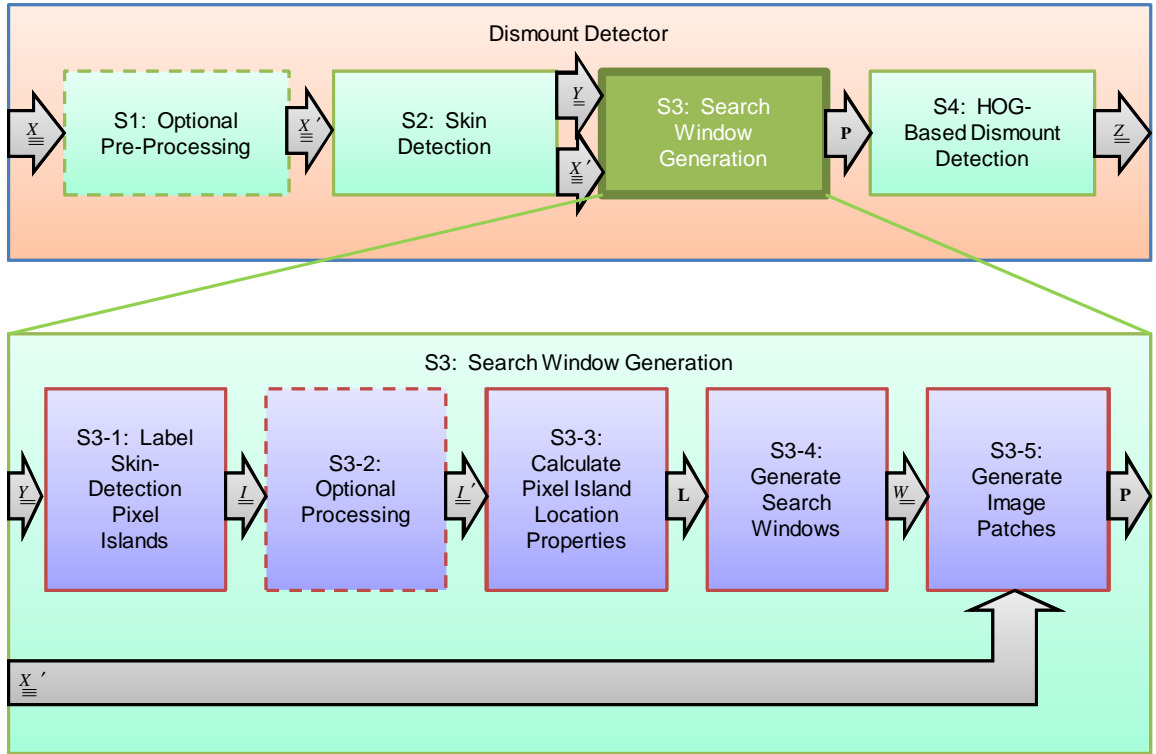 Dismount Detector
X
S1: Optional
Pre-Processing
X′
S2: Skin
Detection
Y
X′
S3: Search
Window
Generation
P
S4: HOG-
Based Dismount
Detection
Z
S3: Search Window Generation
Y
S3-1: Label
Skin-
Detection
Pixel
Islands
I
S3-2:
Optional
Processing
I′
S3-3:
Calculate
Pixel Island
Location
Properties
L
S3-4:
Generate
Search
Windows
W
S3-5:
Generate
Image
Patches
P
X′